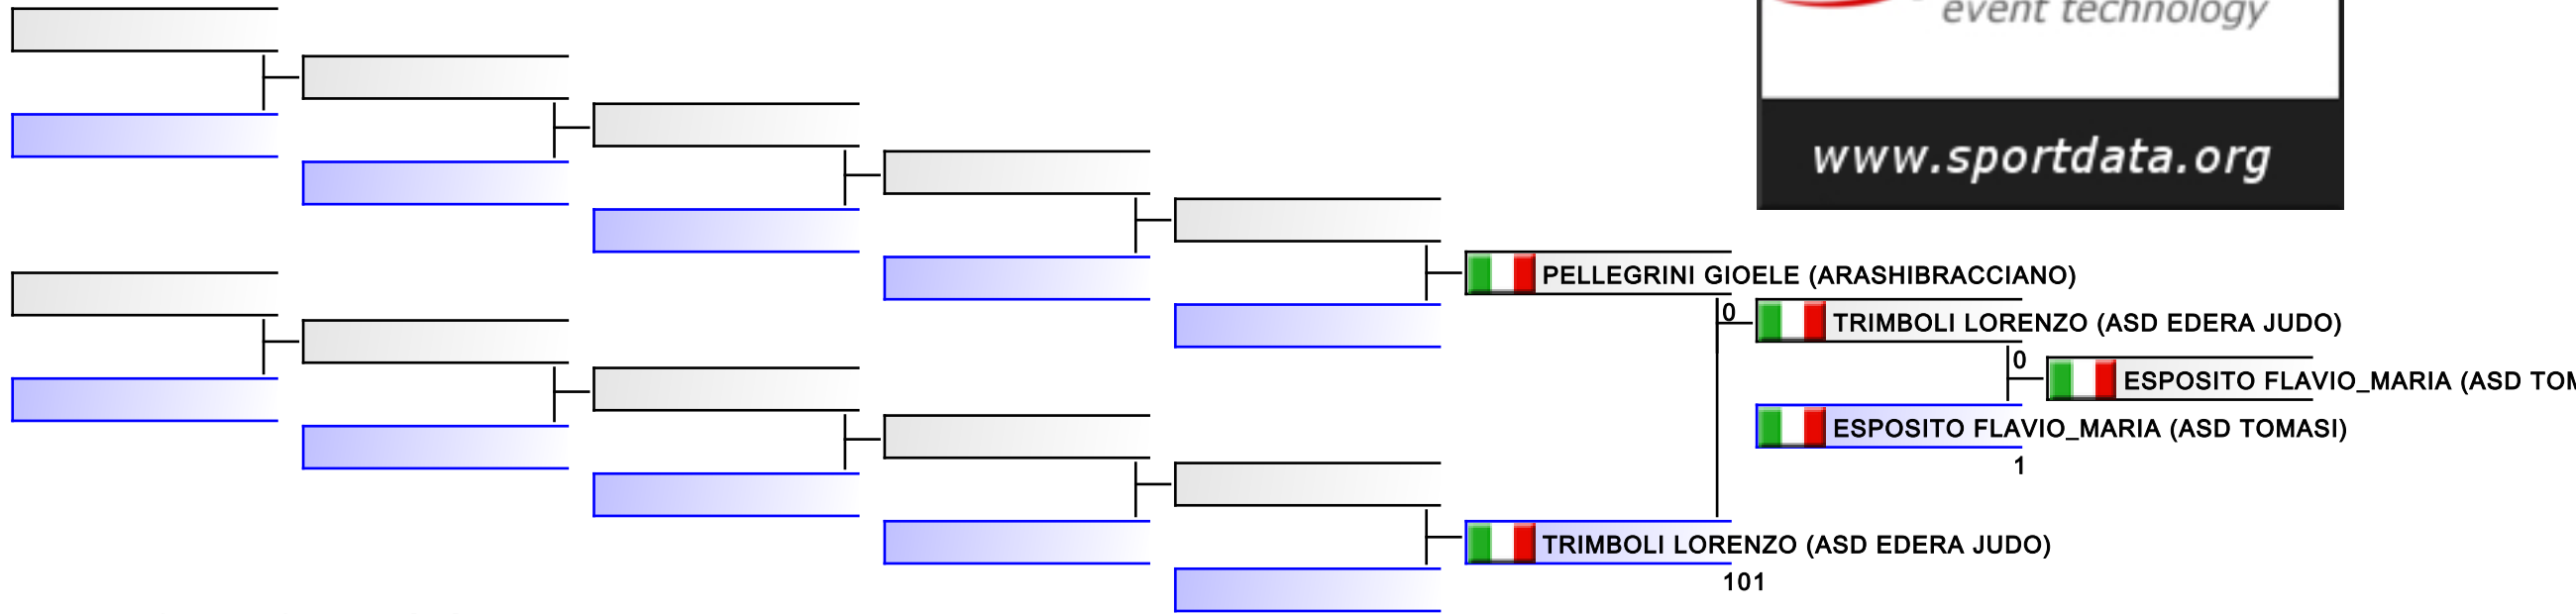 event technology
www.sportdata.org
PELLEGRINI GIOELE (ARASHIBRACCIANO)
0
TRIMBOLI LORENZO (ASD EDERA JUDO)
0
ESPOSITO FLAVIO_MARIA (ASD
ESPOSITO FLAVIO_MARIA (ASD TOMASI)
1
TRIMBOLI LORENZO (ASD EDERA JUDO)
101